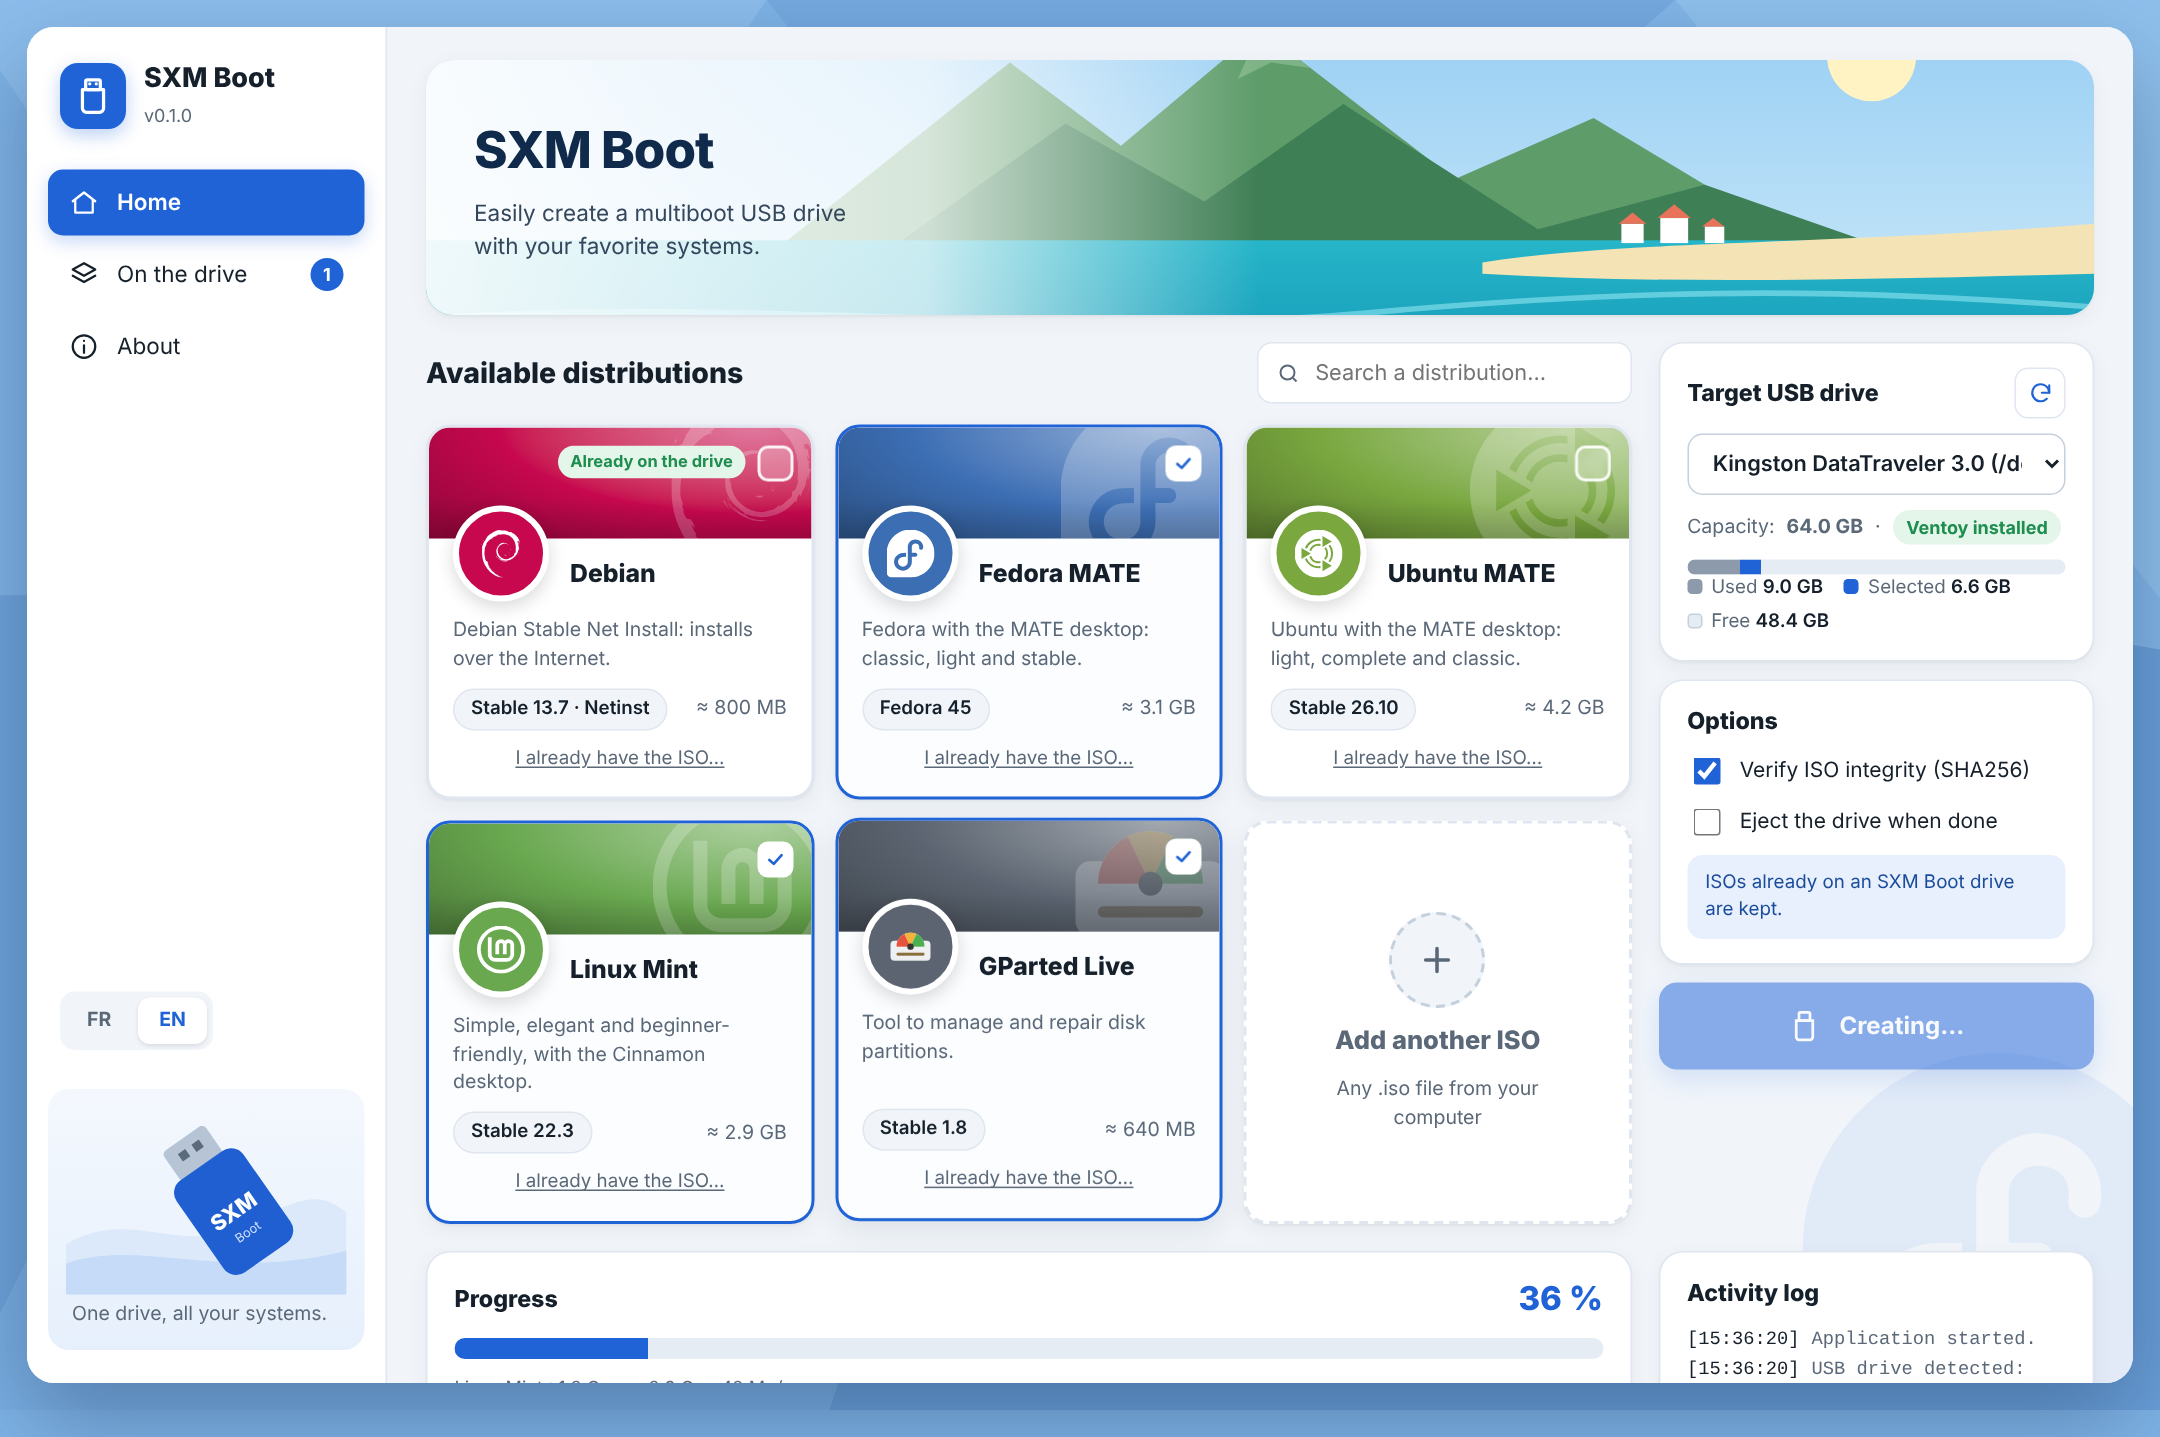 SXM Boot
v0.1.0
Home
On the drive
1
About
FR
EN
SXM
Boot
One drive, all your systems.
SXM Boot
Easily create a multiboot USB drive
with your favorite systems.
Available distributions
Search a distribution...
Already on the drive
Debian
Debian Stable Net Install: installs
over the Internet.
Stable 13.7 · Netinst
≈ 800 MB
I already have the ISO...
Fedora MATE
Fedora with the MATE desktop:
classic, light and stable.
Fedora 45
≈ 3.1 GB
I already have the ISO...
Ubuntu MATE
Ubuntu with the MATE desktop:
light, complete and classic.
Stable 26.10
≈ 4.2 GB
I already have the ISO...
Linux Mint
Simple, elegant and beginner-
friendly, with the Cinnamon
desktop.
Stable 22.3
≈ 2.9 GB
I already have the ISO...
GParted Live
Tool to manage and repair disk
partitions.
Stable 1.8
≈ 640 MB
I already have the ISO...
Add another ISO
Any .iso file from your
computer
Progress
36 %
Target USB drive
Kingston DataTraveler 3.0 (/d
Capacity: 64.0 GB · Ventoy installed
Used 9.0 GB Selected 6.6 GB
Free 48.4 GB
Options
Verify ISO integrity (SHA256)
Eject the drive when done
ISOs already on an SXM Boot drive
are kept.
Creating...
Activity log
[15:36:20] Application started.
[15:36:20] USB drive detected: